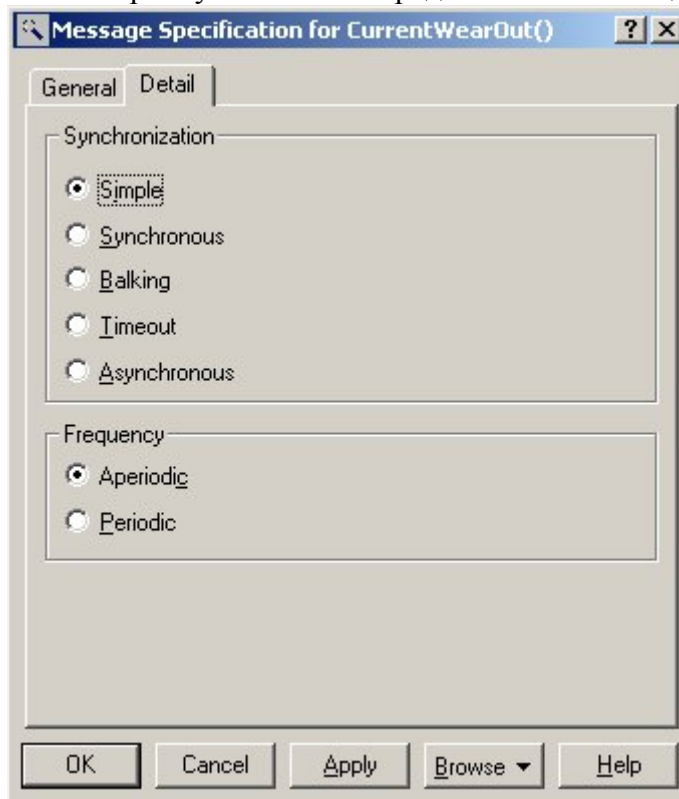 Message Specification for CurrentWearOut()
General Detail
Synchronization
Simple
Synchronous
Balking
Timeout
Asynchronous
Frequency
Aperiodic
Periodic
OK Cancel Apply Browse Help